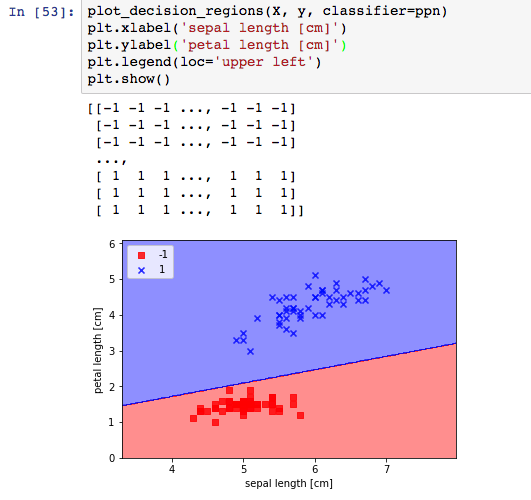 In [53]: plot_decision_regions(X, y, classifier=ppn)
plt.xlabel('sepal length [cm]')
plt.ylabel('petal length [cm]')
plt.legend(loc='upper left')
plt.show()
[[-1 -1 -1 ..., -1 -1 -1]
 [-1 -1 -1 ..., -1 -1 -1]
 [-1 -1 -1 ..., -1 -1 -1]
 ...,
 [ 1  1  1 ...,  1  1  1]
 [ 1  1  1 ...,  1  1  1]
 [ 1  1  1 ...,  1  1  1]]
-1
1
6
5
4
3
2
1
0
petal length [cm]
4 5 6 7
sepal length [cm]